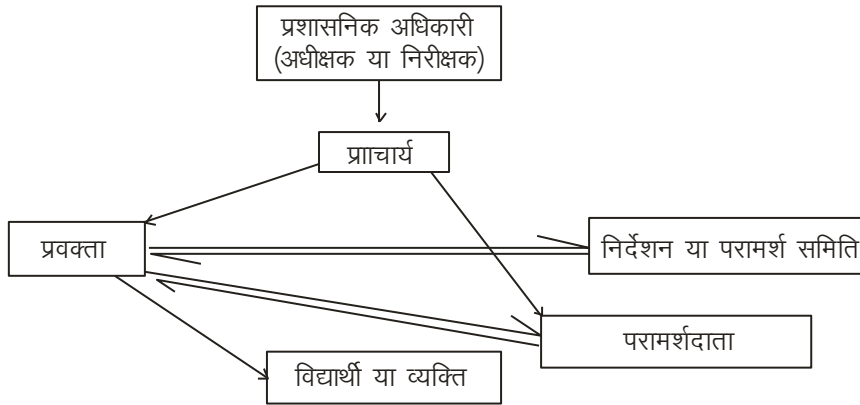 प्रशासनिक अधिकारी
(अधीक्षक या निरीक्षक)
प्रााचार्य
प्रवक्ता
निर्देशन या परामर्श समिति
परामर्शदाता
विद्यार्थी या व्यक्ति